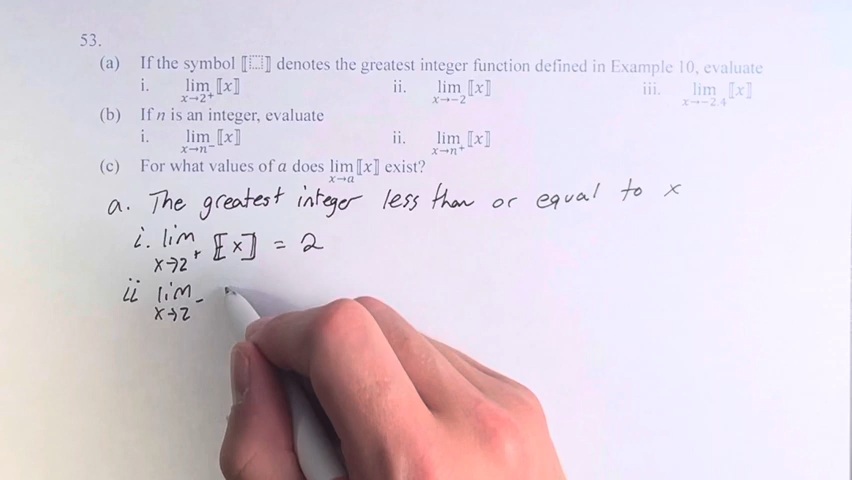 53.
(a) If the symbol ⟦⬚⟧ denotes the greatest integer function defined in Example 10, evaluate
i. lim x→2⁺ ⟦x⟧ ii. lim x→−2 ⟦x⟧ iii. lim x→−2.4 ⟦x⟧
(b) If n is an integer, evaluate
i. lim x→n⁻ ⟦x⟧ ii. lim x→n⁺ ⟦x⟧
(c) For what values of a does lim x→a ⟦x⟧ exist?
a. The greatest integer less than or equal to x
i. lim x→2⁺ ⟦x⟧ = 2
ii lim x→2⁻